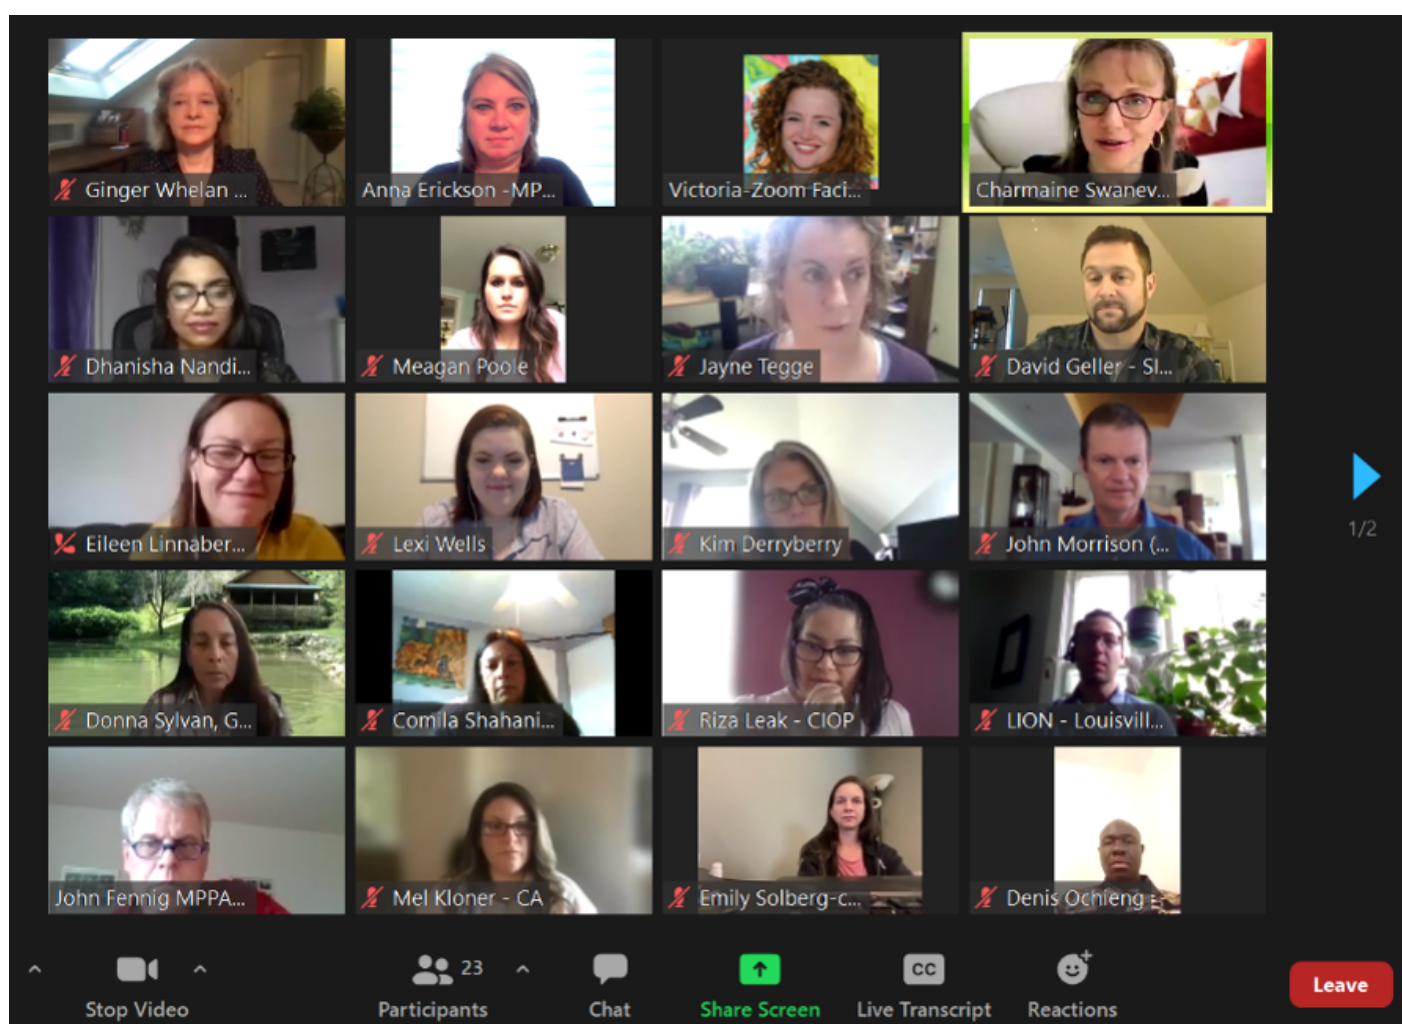 Ginger Whelan ...
Anna Erickson -MP...
Victoria-Zoom Faci...
Charmaine Swanev...
Dhanisha Nandi...
Meagan Poole
Jayne Tegge
David Geller - SI...
Eileen Linnaber...
Lexi Wells
Kim Derryberry
John Morrison (...
1/2
Donna Sylvan, G...
Comilla Shahani...
Riza Leak - CIOP
LION - Louisvill...
John Fennig MPPA...
Mel Kloner - CA
Emily Solberg-c...
Denis Ochieng
23
CC
Stop Video
Participants
Chat
Share Screen
Live Transcript
Reactions
Leave